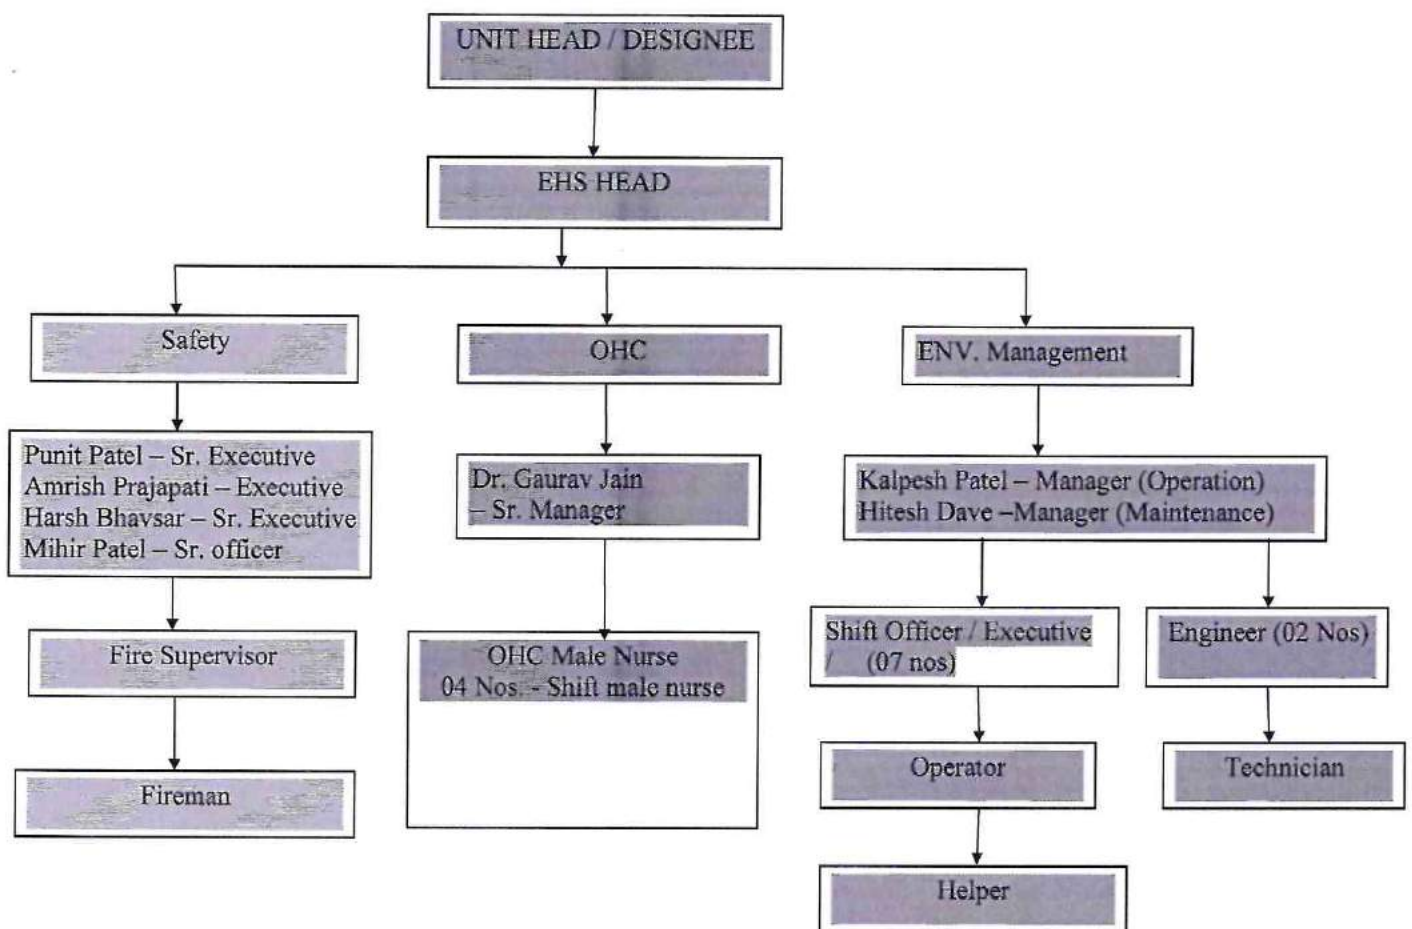 UNIT HEAD / DESIGNEE
EHS HEAD
Safety
OHC
ENV. Management
Punit Patel – Sr. Executive
Amrish Prajapati – Executive
Harsh Bhavsar – Sr. Executive
Mihir Patel – Sr. officer
Dr. Gaurav Jain
– Sr. Manager
Kalpesh Patel – Manager (Operation)
Hitesh Dave –Manager (Maintenance)
Fire Supervisor
OHC Male Nurse
04 Nos. - Shift male nurse
Shift Officer / Executive
/ (07 nos)
Engineer (02 Nos)
Fireman
Operator
Technician
Helper